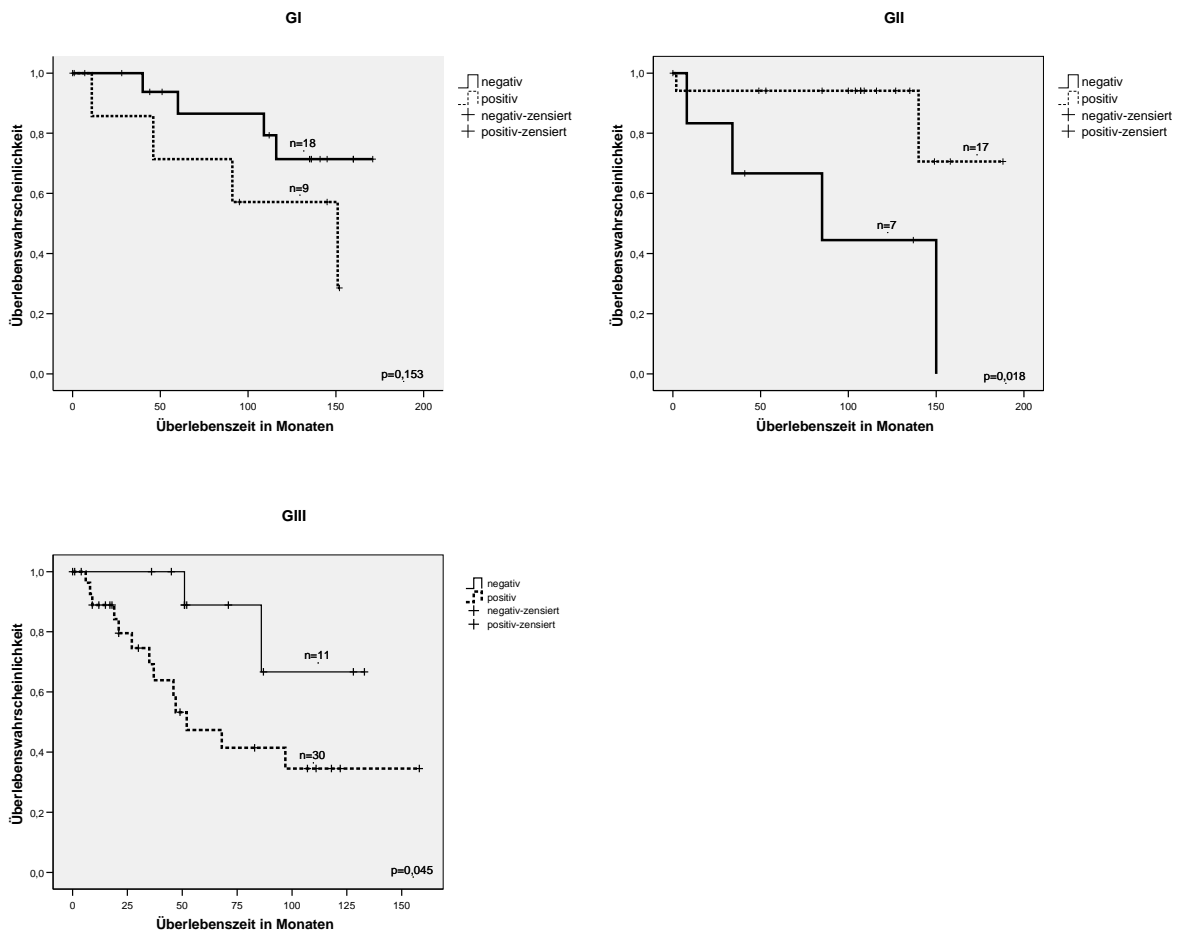 GI
Überlebenswahrscheinlichkeit
1,0
0,8
0,6
0,4
0,2
0,0
n=18
n=9
p=0,153
0
50
100
150
200
Überlebenszeit in Monaten
negativ
positiv
negativ-zensiert
positiv-zensiert
GII
Überlebenswahrscheinlichkeit
1,0
0,8
0,6
0,4
0,2
0,0
n=17
n=7
p=0,018
0
50
100
150
200
Überlebenszeit in Monaten
negativ
positiv
negativ-zensiert
positiv-zensiert
GIII
Überlebenswahrscheinlichkeit
1,0
0,8
0,6
0,4
0,2
0,0
n=11
n=30
p=0,045
0
25
50
75
100
125
150
Überlebenszeit in Monaten
negativ
positiv
negativ-zensiert
positiv-zensiert